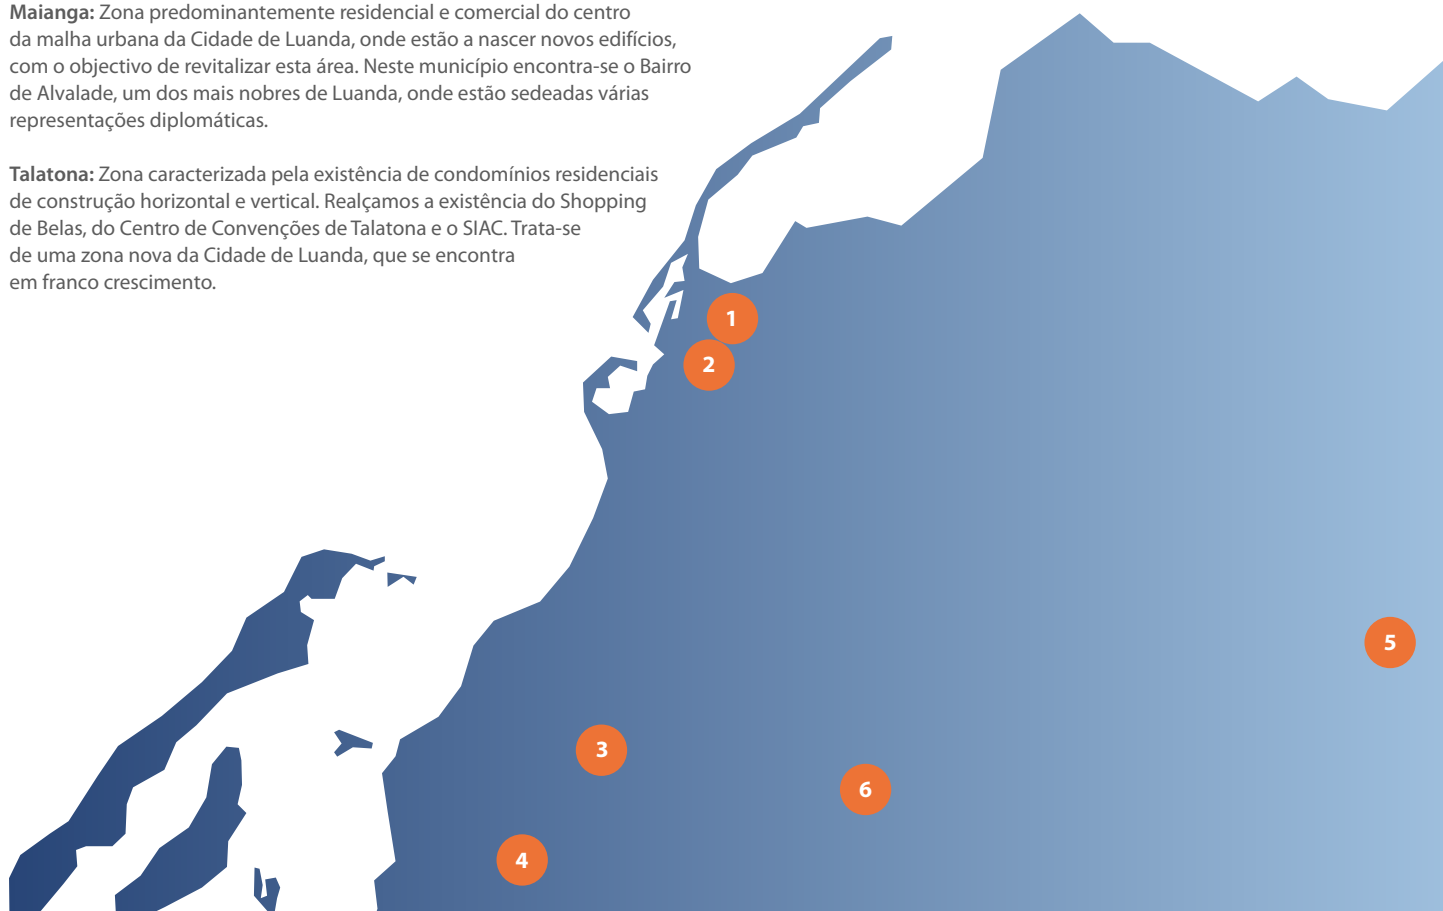 Maianga: Zona predominantemente residencial e comercial do centro
da malha urbana da Cidade de Luanda, onde estão a nascer novos edifícios,
com o objectivo de revitalizar esta área. Neste município encontra-se o Bairro
de Alvalade, um dos mais nobres de Luanda, onde estão sedeadas várias
representações diplomáticas.
Talatona: Zona caracterizada pela existência de condomínios residenciais
de construção horizontal e vertical. Realçamos a existência do Shopping
de Belas, do Centro de Convenções de Talatona e o SIAC. Trata-se
de uma zona nova da Cidade de Luanda, que se encontra
em franco crescimento.
1
2
5
3
6
4